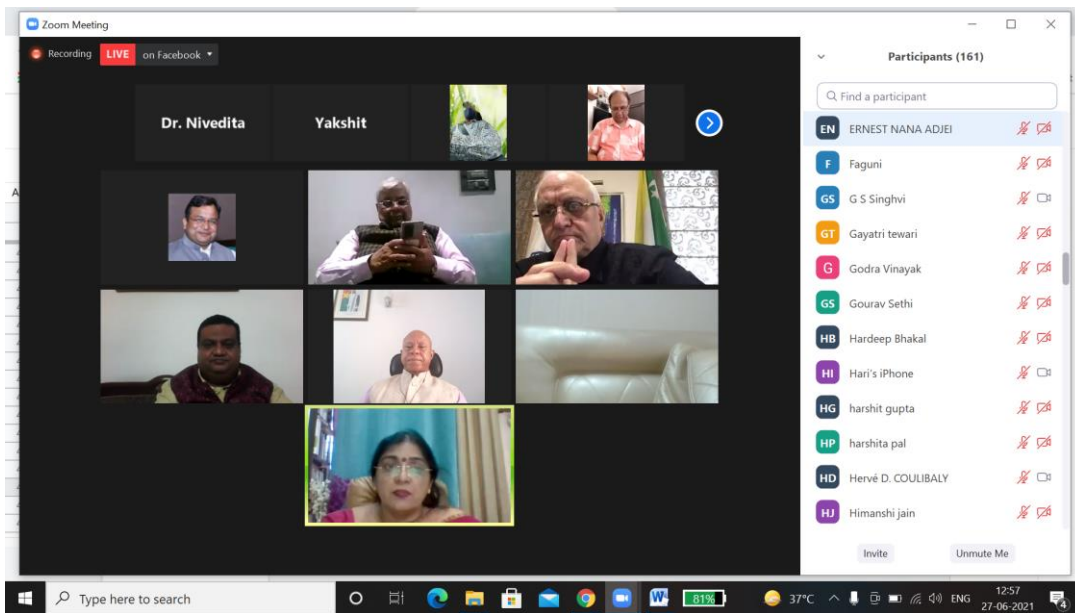 Zoom Meeting
Recording LIVE on Facebook
Dr. Nivedita
Yakshit
Participants (161)
Find a participant
EN ERNEST NANA ADJEI
F Faguni
GS G S Singhvi
GT Gayatri tewari
G Godra Vinayak
GS Gourav Sethi
HB Hardeep Bhakal
HI Hari's iPhone
HG harshit gupta
HP harshita pal
HD Hervé D. COULIBALY
HJ Himanshi jain
Invite Unmute Me
Type here to search
W
81%
37°C
ENG
12:57
27-06-2021
4